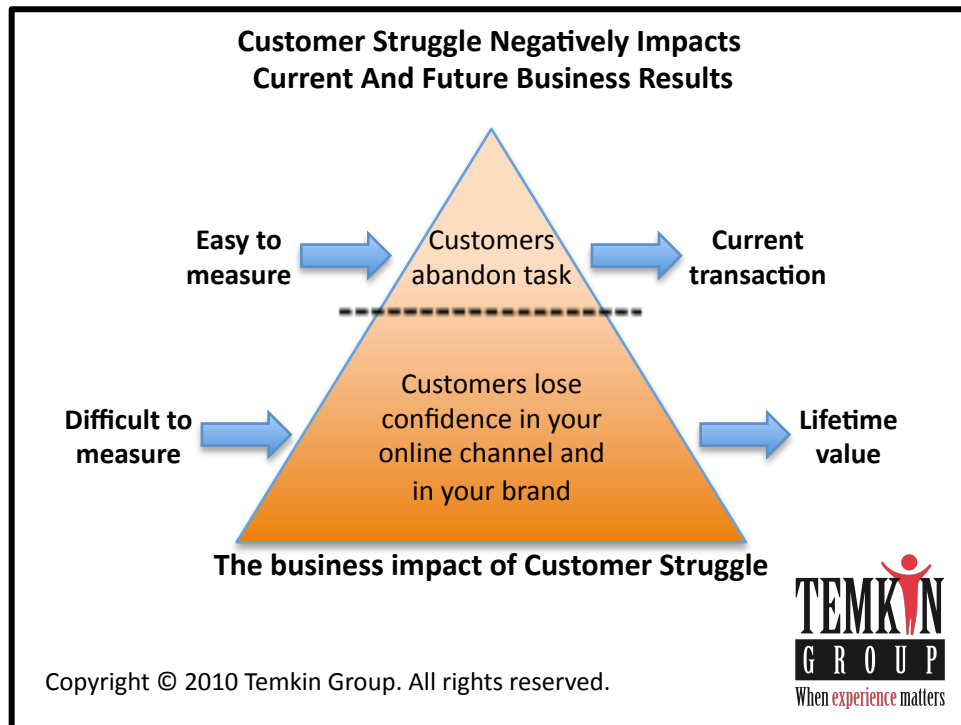 Customer Struggle Negatively Impacts
Current And Future Business Results
Easy to
measure
Customers
abandon task
Current
transaction
Difficult to
measure
Customers lose
confidence in your
online channel and
in your brand
Lifetime
value
The business impact of Customer Struggle
TEMKIN
GROUP
When experience matters
Copyright © 2010 Temkin Group. All rights reserved.